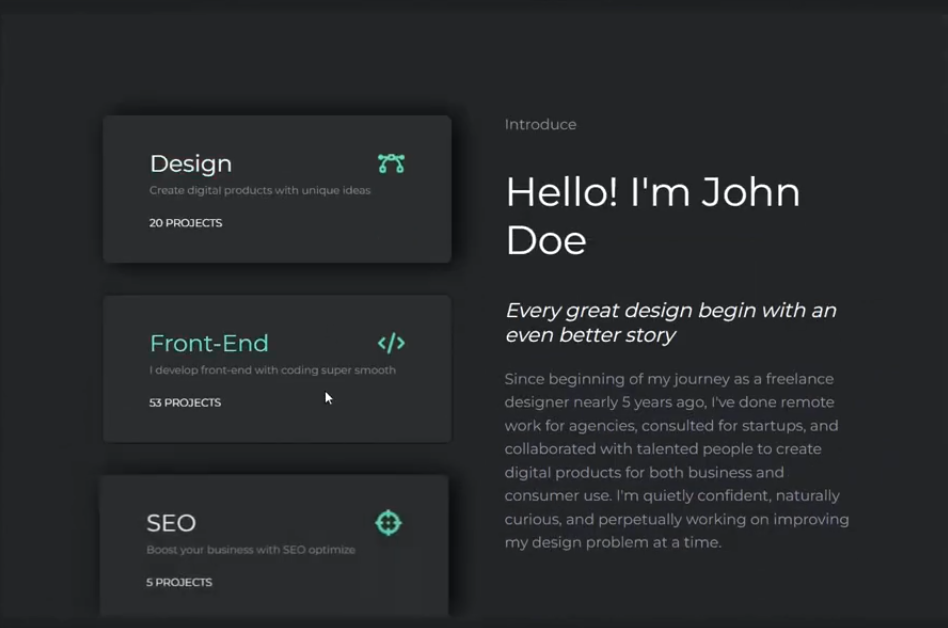 Design
Create digital products with unique ideas
20 PROJECTS
Front-End
I develop front-end with coding super smooth
53 PROJECTS
SEO
Boost your business with SEO optimize
5 PROJECTS
Introduce
Hello! I'm John
Doe
Every great design begin with an
even better story
Since beginning of my journey as a freelance
designer nearly 5 years ago, I've done remote
work for agencies, consulted for startups, and
collaborated with talented people to create
digital products for both business and
consumer use. I'm quietly confident, naturally
curious, and perpetually working on improving
my design problem at a time.